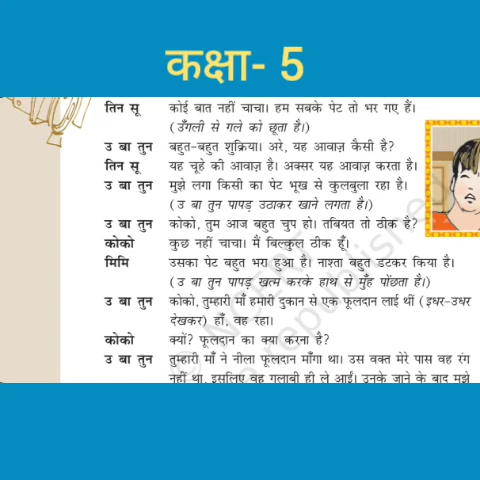 कक्षा- 5
तिन सू कोई बात नहीं चाचा। हम सबके पेट तो भर गए हैं।
(उँगली से गले को छूता है।)
उ बा तुन बहुत-बहुत शुक्रिया। अरे, यह आवाज़ कैसी है?
तिन सू यह चूहे की आवाज़ है। अक्सर यह आवाज़ करता है।
उ बा तुन मुझे लगा किसी का पेट भूख से कुलबुला रहा है।
(उ बा तुन पापड़ उठाकर खाने लगता है।)
उ बा तुन कोको, तुम आज बहुत चुप हो। तबियत तो ठीक है?
कोको कुछ नहीं चाचा। मैं बिल्कुल ठीक हूँ।
मिमि उसका पेट बहुत भरा हुआ है। नाश्ता बहुत डटकर किया है।
(उ बा तुन पापड़ खत्म करके हाथ से मुँह पोंछता है।)
उ बा तुन कोको, तुम्हारी माँ हमारी दुकान से एक फूलदान लाई थीं (इधर-उधर
देखकर) हाँ, वह रहा।
कोको क्यों? फूलदान का क्या करना है?
उ बा तुन तुम्हारी माँ ने नीला फूलदान माँगा था। उस वक्त मेरे पास वह रंग
नहीं था, इसलिए वह गुलाबी ही ले आईं। उनके जाने के बाद मुझे
© NCERT
republished